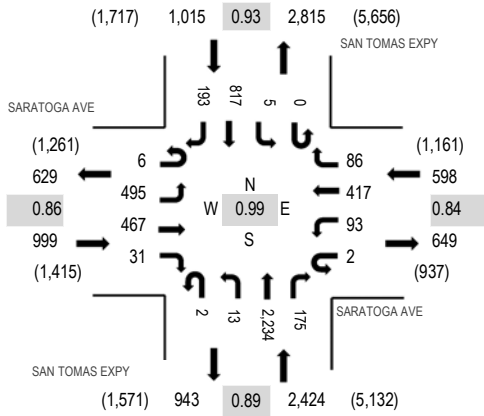 (1,717) 1,015 0.93 2,815 (5,656)
SAN TOMAS EXPY
193 817 5 0
SARATOGA AVE
(1,261) (1,161)
6 86
629 598
495 N 417
0.86 W 0.99 E 0.84
467 S 93
999 649
31 2
(1,415) (937)
2 13 2,234 175
SARATOGA AVE
SAN TOMAS EXPY
(1,571) 943 0.89 2,424 (5,132)